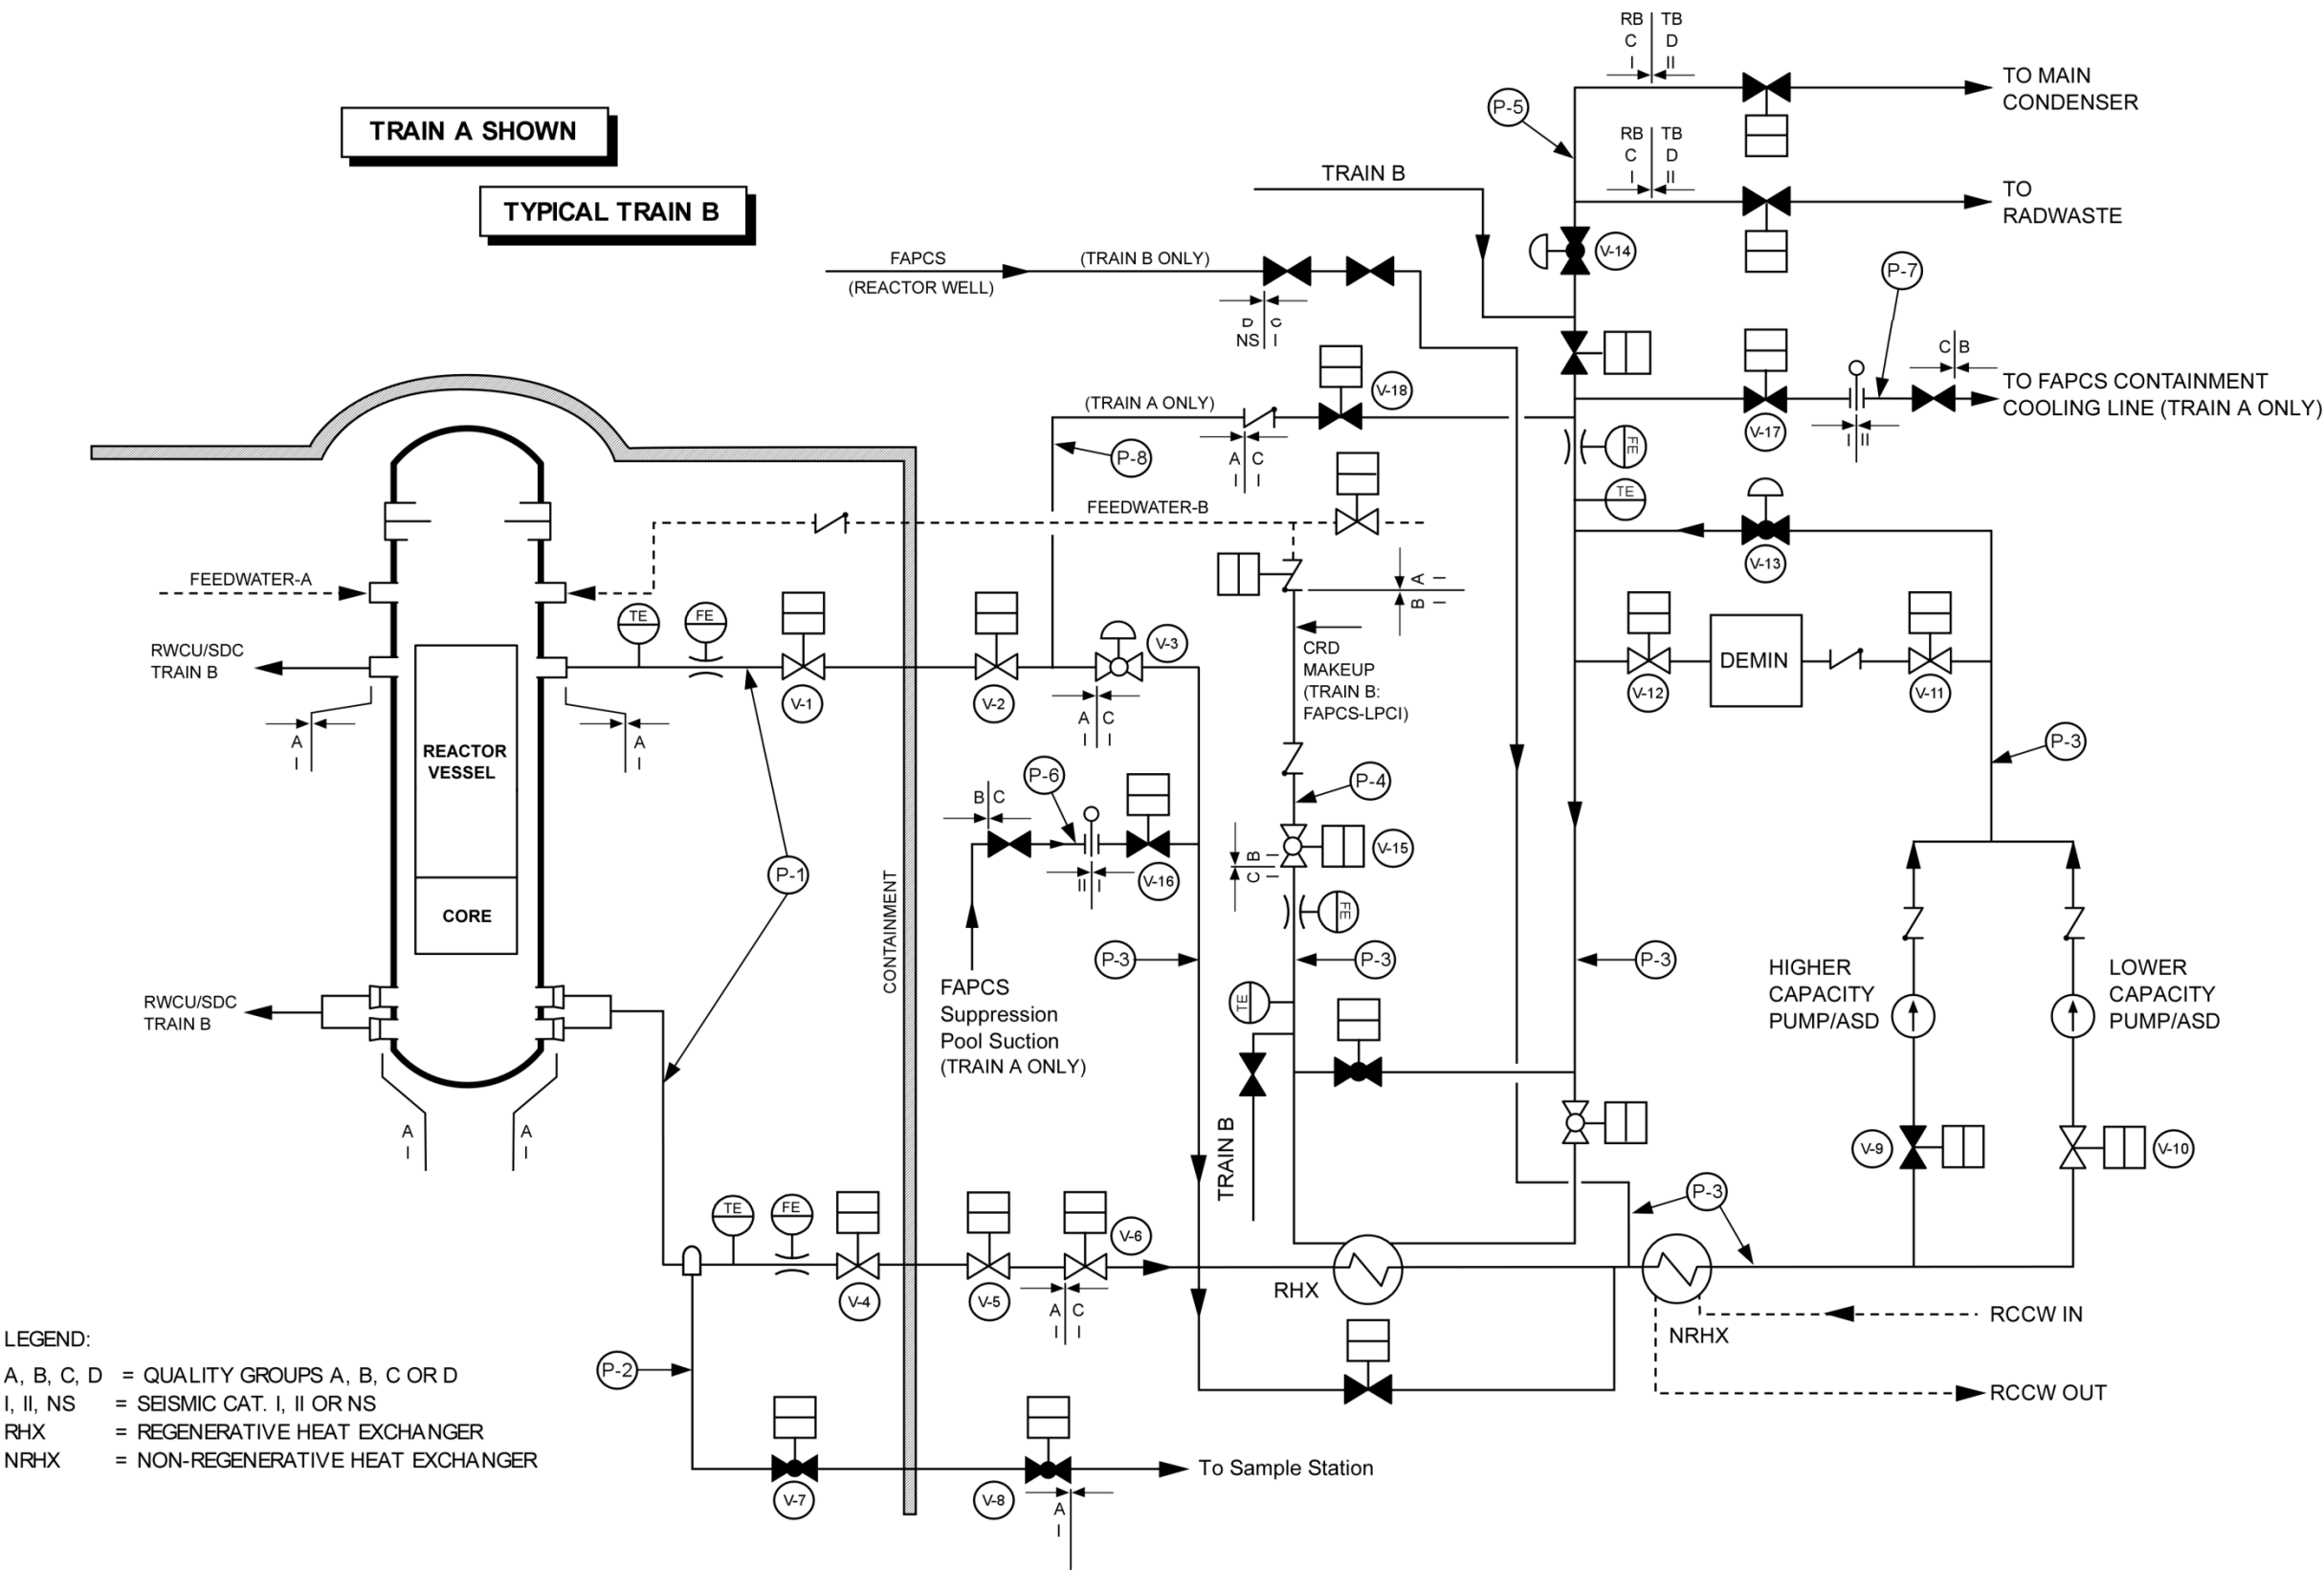 RB TB
C D
I II
TO MAIN
CONDENSER
P-5
TRAIN A SHOWN
RB TB
C D
I II
TRAIN B
TO
RADWASTE
TYPICAL TRAIN B
V-14
FAPCS
(TRAIN B ONLY)
(REACTOR WELL)
P-7
D C
NS I
C B
TO FAPCS CONTAINMENT
COOLING LINE (TRAIN A ONLY)
V-18
(TRAIN A ONLY)
V-17
I II
FE
P-8
A C
I I
TE
FEEDWATER-B
V-13
FEEDWATER-A
A I
B I
TE
FE
RWCU/SDC
TRAIN B
V-3
CRD
MAKEUP
(TRAIN B:
FAPCS-LPCI)
DEMIN
V-1
V-2
V-12
V-11
A
I
A
I
A C
I I
REACTOR
VESSEL
P-3
P-6
P-4
B C
V-15
B I
C I
P-1
V-16
II I
CORE
FE
CONTAINMENT
P-3
P-3
P-3
HIGHER
CAPACITY
PUMP/ASD
LOWER
CAPACITY
PUMP/ASD
FAPCS
Suppression
Pool Suction
(TRAIN A ONLY)
RWCU/SDC
TRAIN B
TE
A
I
A
I
TRAIN B
V-9
V-10
P-3
TE
FE
V-6
V-4
V-5
A C
I I
RHX
NRHX
RCCW IN
RCCW OUT
P-2
LEGEND:
A, B, C, D = QUALITY GROUPS A, B, C OR D
I, II, NS = SEISMIC CAT. I, II OR NS
RHX = REGENERATIVE HEAT EXCHANGER
NRHX = NON-REGENERATIVE HEAT EXCHANGER
To Sample Station
V-7
V-8
A
I